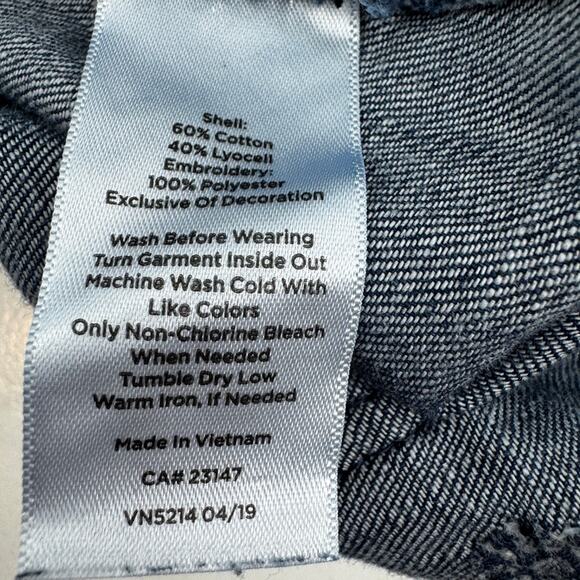 Shell:
60% Cotton
40% Lyocell
Embroidery:
100% Polyester
Exclusive Of Decoration
Wash Before Wearing
Turn Garment Inside Out
Machine Wash Cold With
Like Colors
Only Non-Chlorine Bleach
When Needed
Tumble Dry Low
Warm Iron, If Needed
Made In Vietnam
CA# 23147
VN5214 04/19